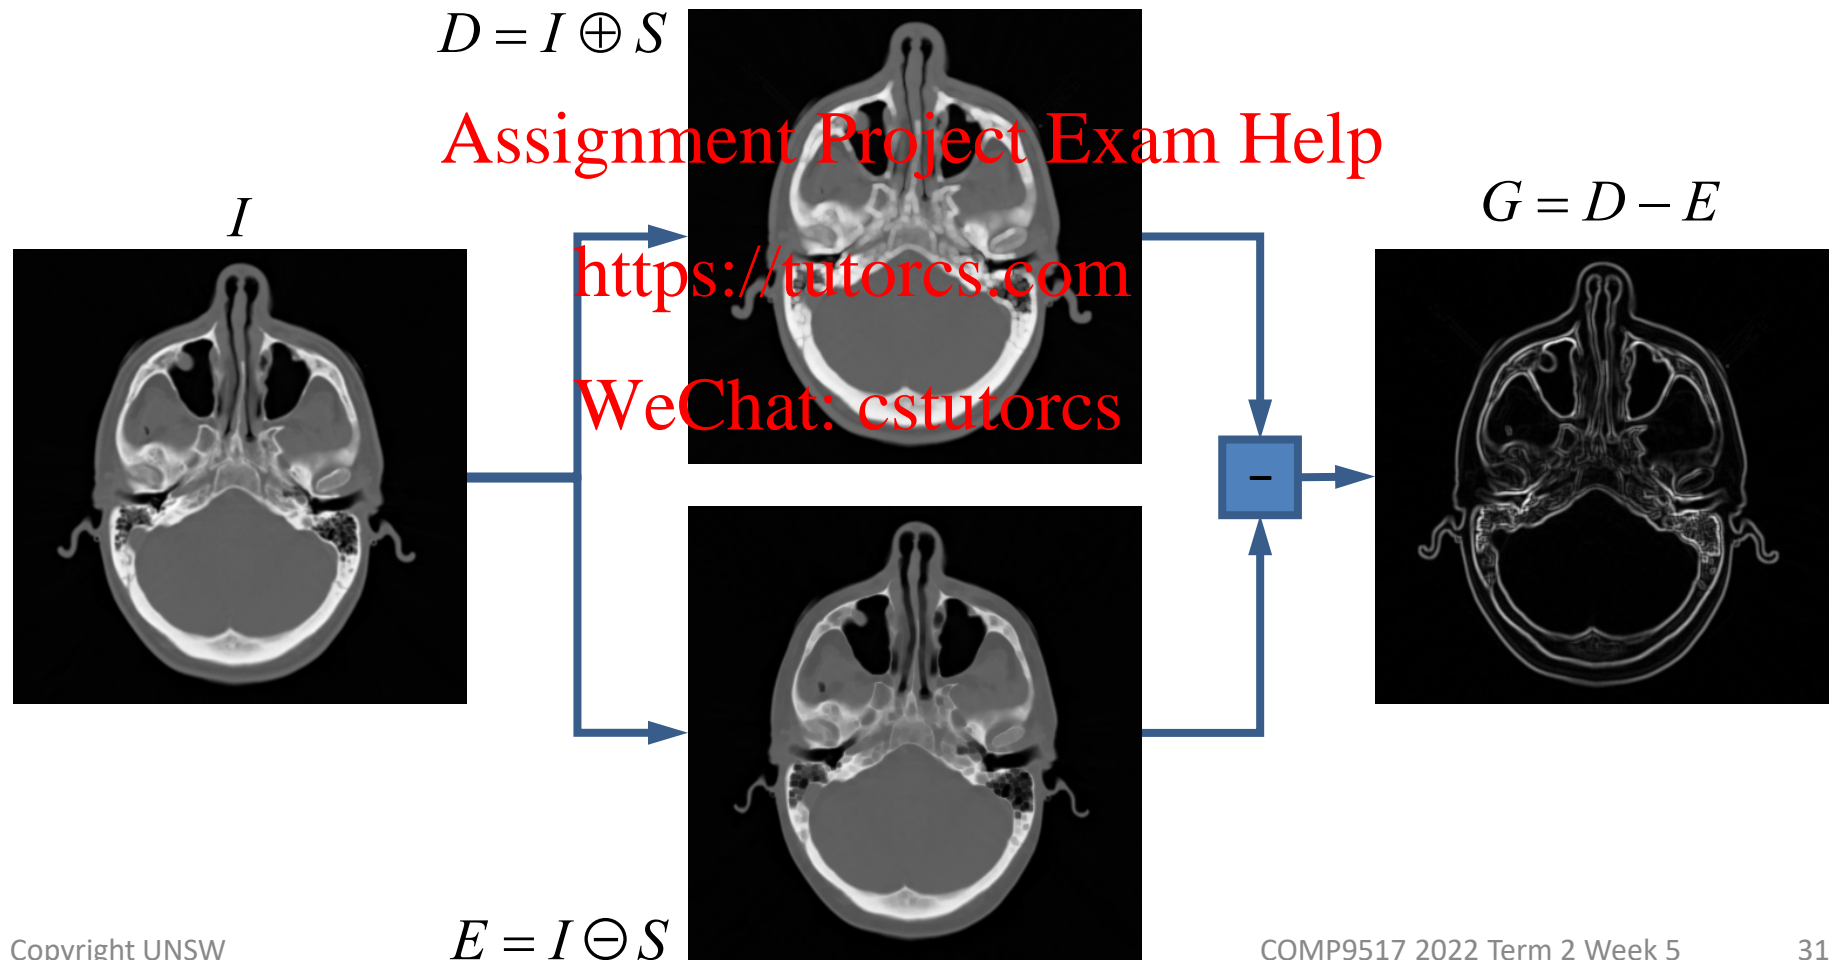 D = I ⊕ S
Assignment Project Exam Help
I
G = D − E
https://tutorcs.com
WeChat: cstutorcs
-
E = I ⊖ S
Copyright UNSW
COMP9517 2022 Term 2 Week 5
31